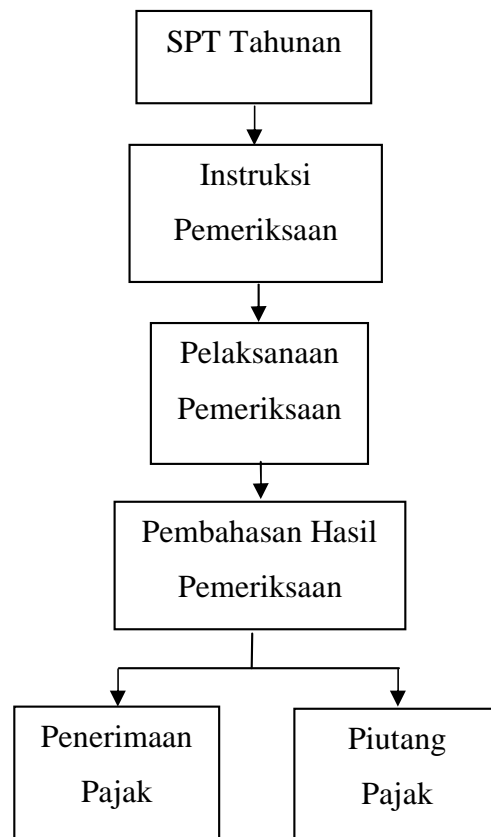 SPT Tahunan
Instruksi
Pemeriksaan
Pelaksanaan
Pemeriksaan
Pembahasan Hasil
Pemeriksaan
Penerimaan
Pajak
Piutang
Pajak